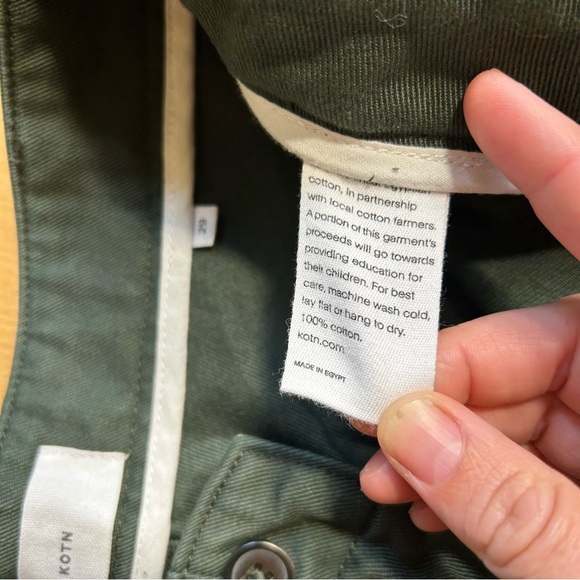 Egyptian
cotton, in partnership
with local cotton farmers.
A portion of this garment's
proceeds will go towards
providing education for
their children. For best
care, machine wash cold,
lay flat or hang to dry.
100% cotton.
kotn.com
MADE IN EGYPT
29
KOTN